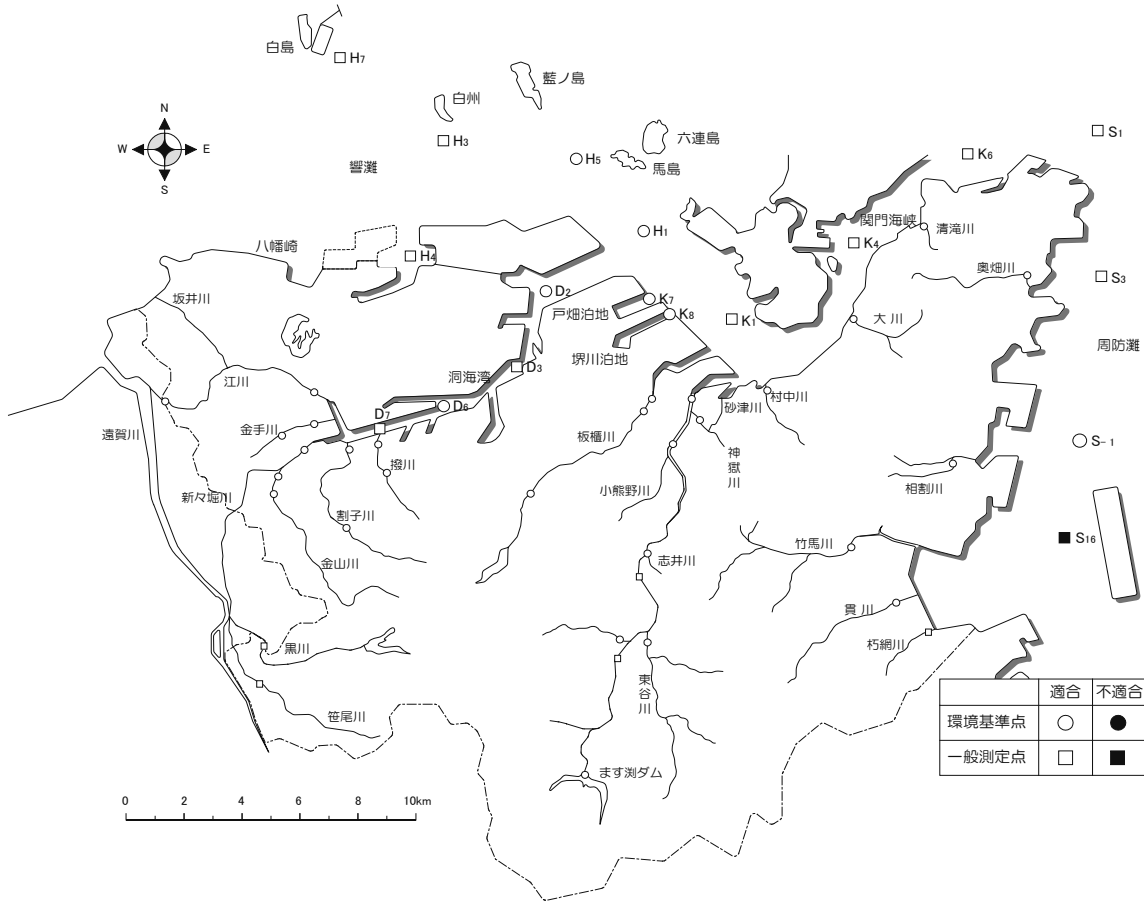 白島
H7
藍ノ島
白州
H3
六連島
馬島
H5
S1
K6
N
W
E
S
響灘
関門海峡
清滝川
H1
K4
八幡崎
H4
奥畑川
S3
坂井川
D2
K7
戸畑泊地
K8
K1
大川
堺川泊地
周防灘
洞海湾
D3
江川
D6
砂津川
村中川
D7
遠賀川
金手川
板櫃川
神嶽川
S-1
撥川
新々堀川
小熊野川
相割川
割子川
竹馬川
S16
金山川
志井川
貫川
黒川
朽網川
東谷川
笹尾川
ます渕ダム
0 2 4 6 8 10km
適合 不適合
環境基準点
一般測定点